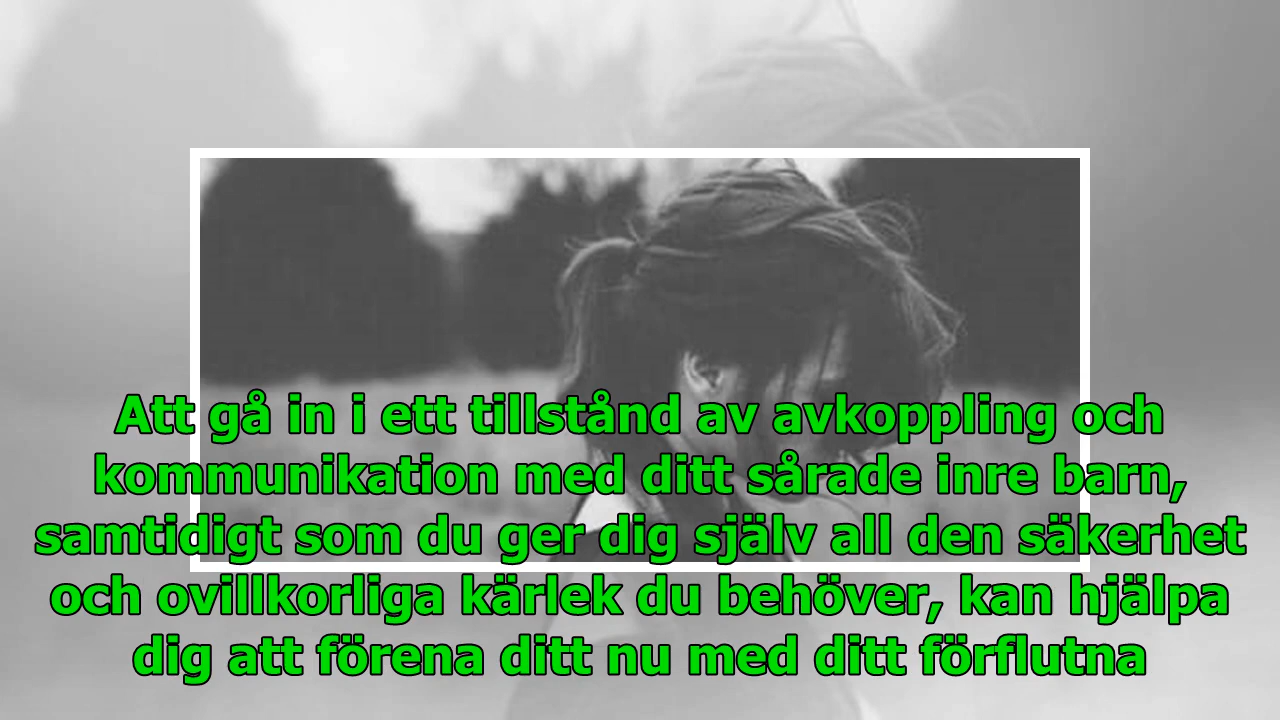 Att gå in i ett tillstånd av avkoppling och
kommunikation med ditt sårade inre barn,
samtidigt som du ger dig själv all den säkerhet
och ovillkorliga kärlek du behöver, kan hjälpa
dig att förena ditt nu med ditt förflutna